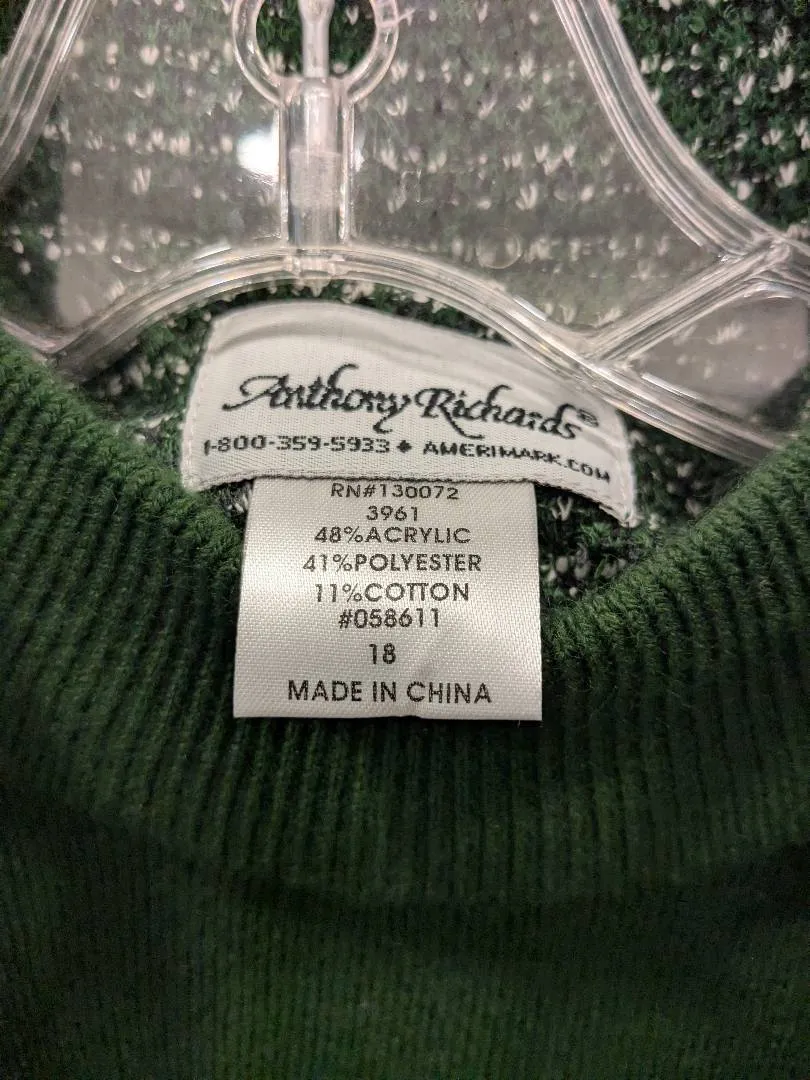 Anthony Richards®
1-800-359-5933 ♦ AMERIMARK.COM
RN#130072
3961
48%ACRYLIC
41%POLYESTER
11%COTTON
#058611
18
MADE IN CHINA